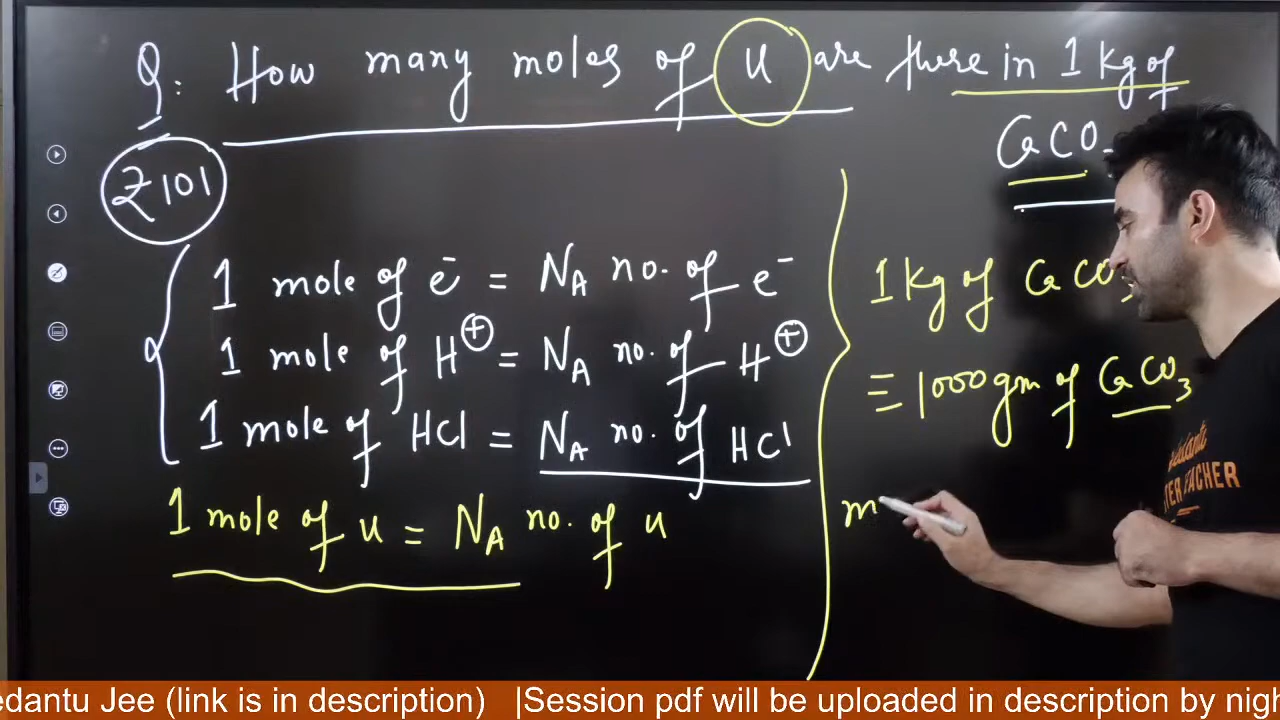 Q. How many moles of u are there in 1 kg of
CaCO
₹101
1 mole of e⁻ = N_A no. of e⁻
1 mole of H⊕ = N_A no. of H⊕
1 mole of HCl = N_A no. of HCl
1 mole of u = N_A no. of u
1 kg of CaCO3
≡ 1000 gm of CaCO3
m
TER TEACHER
edantu Jee (link is in description) |Session pdf will be uploaded in description by nigh